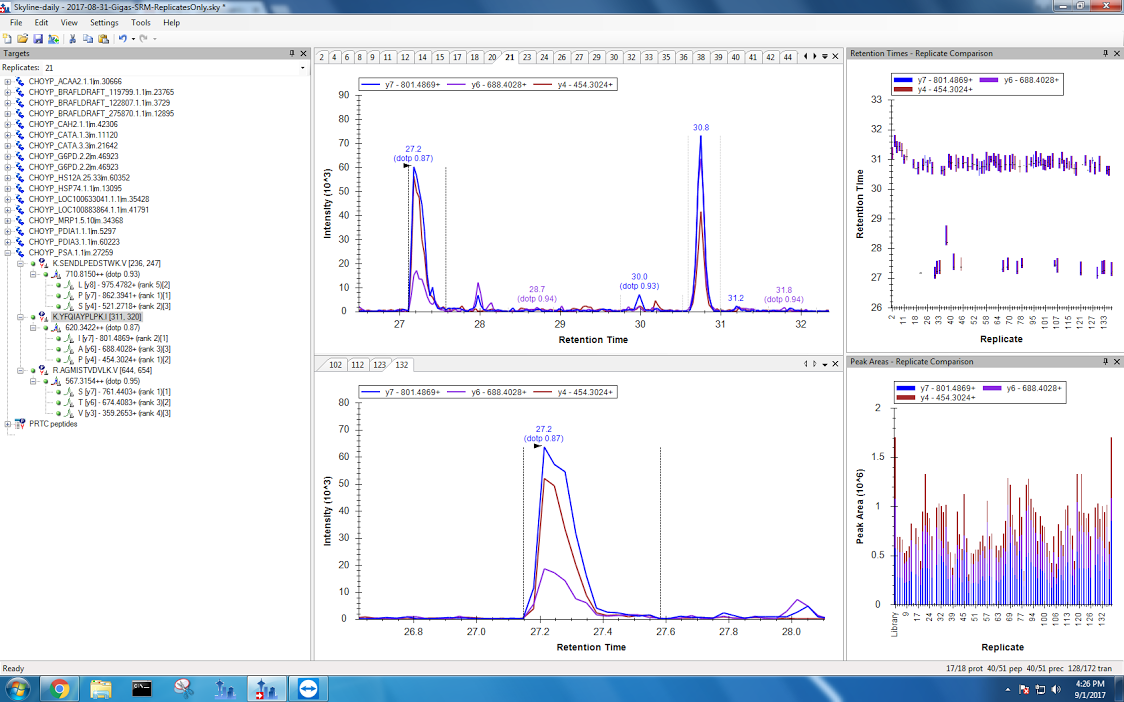 Skyline-daily - 2017-08-31-Gigas-SRM-ReplicatesOnly.sky *
File Edit View Settings Tools Help
Targets
Replicates: 21
CHOYP_ACAA2.1.1|m.30666
CHOYP_BRAFLDRAFT_119799.1.1|m.23765
CHOYP_BRAFLDRAFT_122807.1.1|m.3729
CHOYP_BRAFLDRAFT_275870.1.1|m.12895
CHOYP_CAH2.1.1|m.42306
CHOYP_CATA.1.3|m.11120
CHOYP_CATA.3.3|m.21642
CHOYP_G6PD.2.2|m.46923
CHOYP_G6PD.2.2|m.46923
CHOYP_HS12A.25.33|m.60352
CHOYP_HSP74.1.1|m.13095
CHOYP_LOC100633041.1.1|m.35428
CHOYP_LOC100883864.1.1|m.41791
CHOYP_MRP1.5.10|m.34368
CHOYP_PDIA1.1.1|m.5297
CHOYP_PDIA3.1.1|m.60223
CHOYP_PSA.1.1|m.27259
K.SENDLPEDSTWK.V [236, 247]
710.8150++ (dotp 0.93)
L [y8] - 975.4782+ (rank 5)[2]
P [y7] - 862.3941+ (rank 1)[1]
S [y4] - 521.2718+ (rank 2)[3]
K.YFQIAYPLPK.I [311, 320]
620.3422++ (dotp 0.87)
I [y7] - 801.4869+ (rank 2)[1]
A [y6] - 688.4028+ (rank 3)[3]
P [y4] - 454.3024+ (rank 1)[2]
R.AGMISTVDVLK.V [644, 654]
567.3154++ (dotp 0.95)
S [y7] - 761.4403+ (rank 1)[1]
T [y6] - 674.4083+ (rank 3)[2]
V [y3] - 359.2653+ (rank 4)[3]
PRTC peptides
2 4 6 8 9 10 12 14 16 18 20 21 23 24 26 27 29 30 32 33 35 36 38 39 40 41 42 44
y7 - 801.4869+ y6 - 688.4028+ y4 - 454.3024+
90
80
70
60
50
40
30
20
10
0
Intensity (10^3)
27.2
(dotp 0.87)
28.7
(dotp 0.94)
30.0
(dotp 0.93)
30.8
31.2
31.8
(dotp 0.94)
27 28 29 30 31 32
Retention Time
102 112 123 132
y7 - 801.4869+ y6 - 688.4028+ y4 - 454.3024+
80
70
60
50
40
30
20
10
0
Intensity (10^3)
27.2
(dotp 0.87)
26.8 27.0 27.2 27.4 27.6 27.8 28.0
Retention Time
Retention Times - Replicate Comparison
y7 - 801.4869+ y6 - 688.4028+
y4 - 454.3024+
33
32
31
30
29
28
27
26
Retention Time
2 11 18 26 33 40 46 52 58 64 70 78 95 101 107 115 121 127 133
Replicate
Peak Areas - Replicate Comparison
y7 - 801.4869+ y6 - 688.4028+
y4 - 454.3024+
2
1.5
1
0.5
0
Peak Area (10^6)
Library 9 17 24 31 39 45 51 57 63 69 77 94 100 106 113 120 126 132
Replicate
Ready
17/18 prot 40/51 pep 40/51 prec 128/172 tran
4:26 PM
9/1/2017